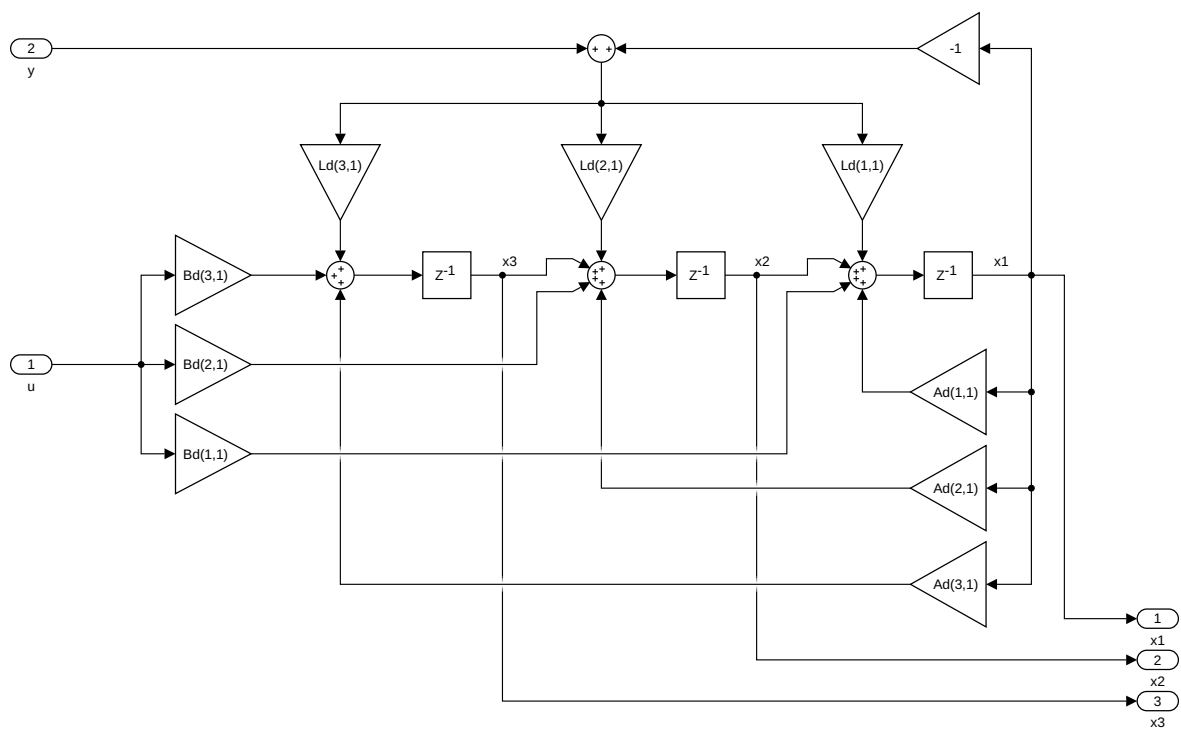 2
y
+ +
-1
Ld(3,1)
Ld(2,1)
Ld(1,1)
Bd(3,1)
+
+
+
Z-1
x3
+
+
+
+
Z-1
x2
+
+
+
+
Z-1
x1
1
u
Bd(2,1)
Ad(1,1)
Bd(1,1)
Ad(2,1)
Ad(3,1)
1
x1
2
x2
3
x3